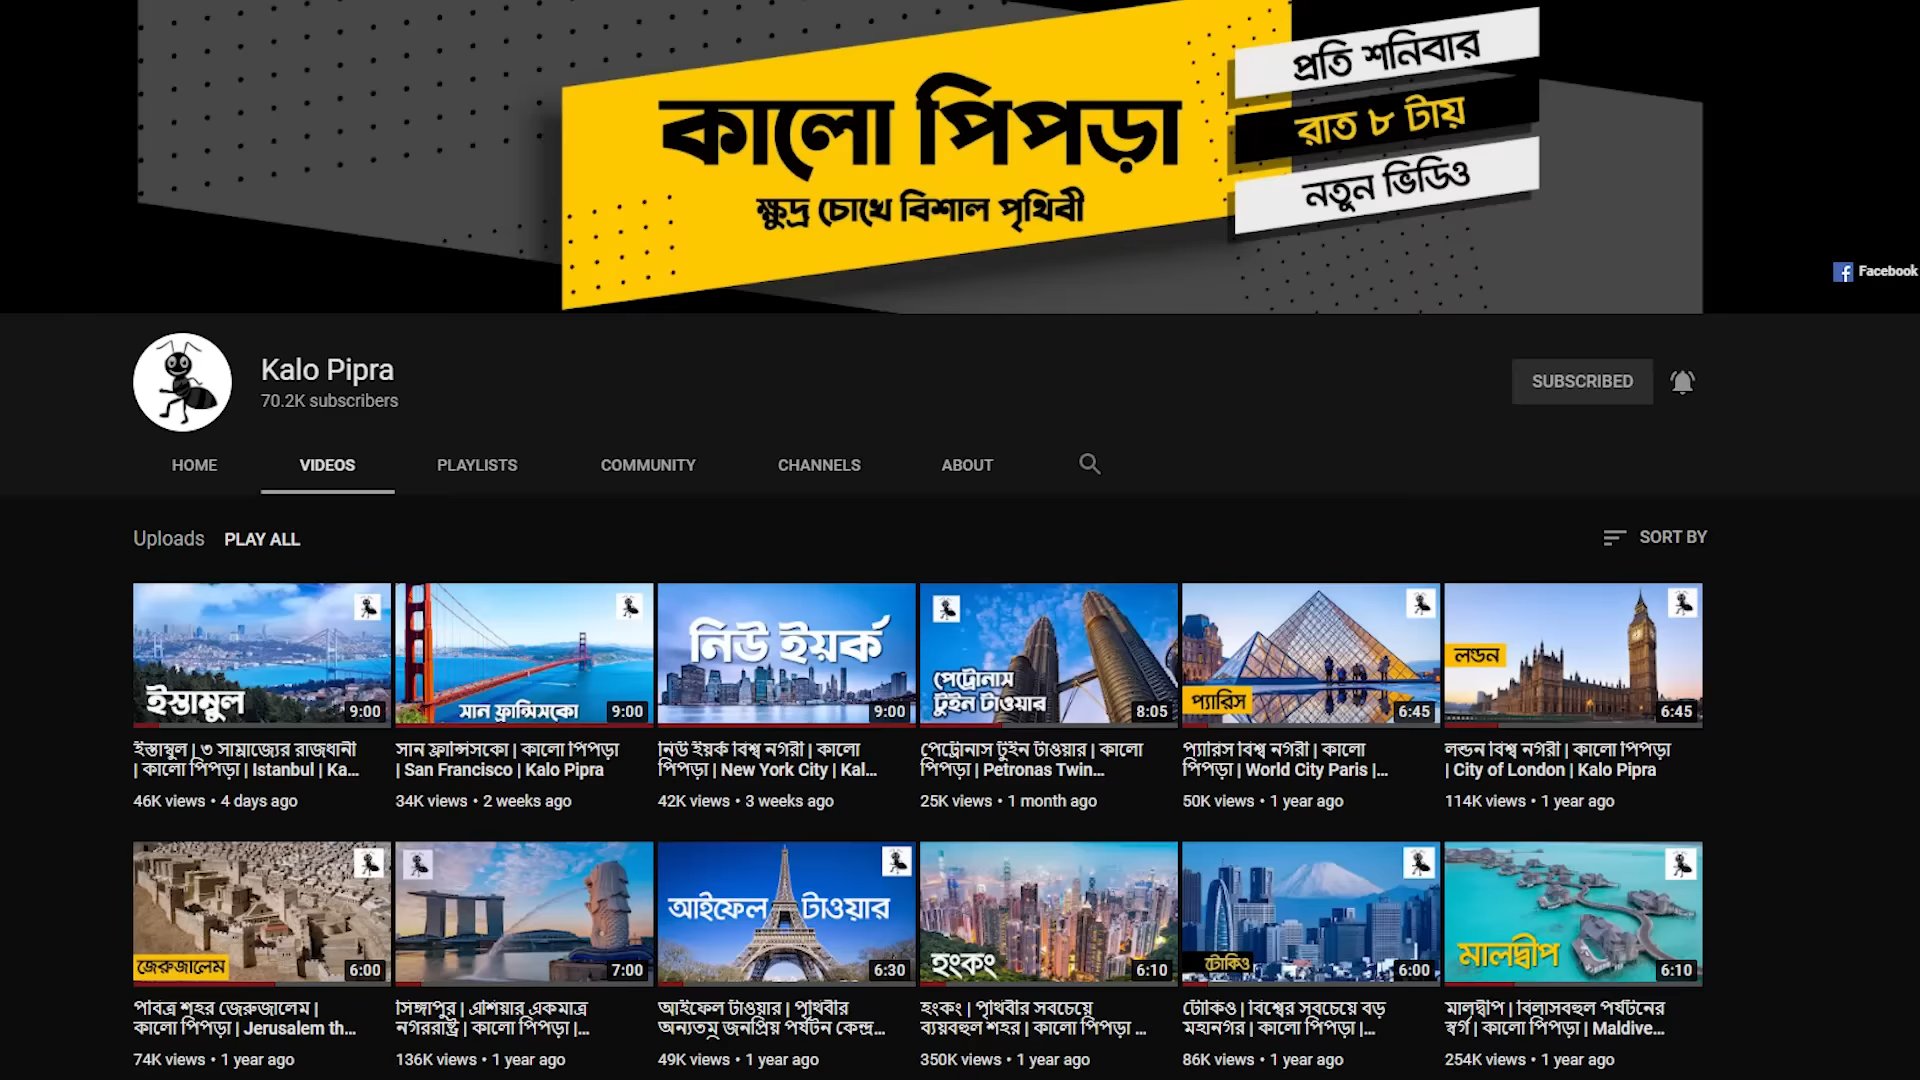 কালো পিপড়া
ক্ষুদ্র চোখে বিশাল পৃথিবী
প্রতি শনিবার
রাত ৮ টায়
নতুন ভিডিও
Facebook
Kalo Pipra
70.2K subscribers
SUBSCRIBED
HOME VIDEOS PLAYLISTS COMMUNITY CHANNELS ABOUT
Uploads PLAY ALL
SORT BY
ইস্তাম্বুল
9:00
ইস্তাম্বুল | ৩ সাম্রাজ্যের রাজধানী
| কালো পিপড়া | Istanbul | Ka...
46K views • 4 days ago
সান ফ্রান্সিসকো
9:00
সান ফ্রান্সিসকো | কালো পিপড়া
| San Francisco | Kalo Pipra
34K views • 2 weeks ago
নিউ ইয়র্ক
9:00
নিউ ইয়র্ক বিশ্ব নগরী | কালো
পিপড়া | New York City | Kal...
42K views • 3 weeks ago
পেট্রোনাস
টুইন টাওয়ার
8:05
পেট্রোনাস টুইন টাওয়ার | কালো
পিপড়া | Petronas Twin...
25K views • 1 month ago
প্যারিস
6:45
প্যারিস বিশ্ব নগরী | কালো
পিপড়া | World City Paris |...
50K views • 1 year ago
লন্ডন
6:45
লন্ডন বিশ্ব নগরী | কালো পিপড়া
| City of London | Kalo Pipra
114K views • 1 year ago
জেরুজালেম
6:00
পবিত্র শহর জেরুজালেম |
কালো পিপড়া | Jerusalem th...
74K views • 1 year ago
7:00
সিঙ্গাপুর | এশিয়ার একমাত্র
নগররাষ্ট্র | কালো পিপড়া |...
136K views • 1 year ago
আইফেল টাওয়ার
6:30
আইফেল টাওয়ার | পৃথিবীর
অন্যতম জনপ্রিয় পর্যটন কেন্দ্র...
49K views • 1 year ago
হংকং
6:10
হংকং | পৃথিবীর সবচেয়ে
ব্যয়বহুল শহর | কালো পিপড়া ...
350K views • 1 year ago
টোকিও
6:00
টোকিও | বিশ্বের সবচেয়ে বড়
মহানগর | কালো পিপড়া |...
86K views • 1 year ago
মালদ্বীপ
6:10
মালদ্বীপ | বিলাসবহুল পর্যটনের
স্বর্গ | কালো পিপড়া | Maldive...
254K views • 1 year ago